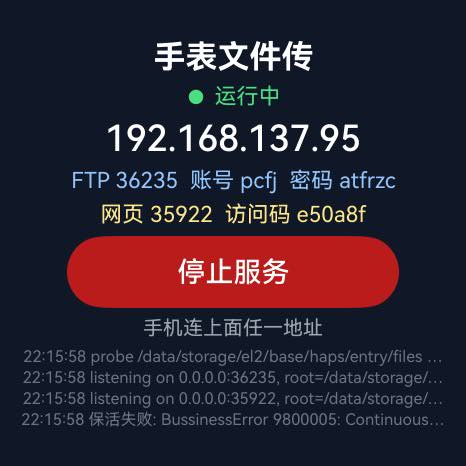 手表文件传
运行中
192.168.137.95
FTP 36235 账号 pcfj 密码 atfrzc
网页 35922 访问码 e50a8f
停止服务
手机连上面任一地址
22:15:58 probe /data/storage/el2/base/haps/entry/files ...
22:15:58 listening on 0.0.0.0:36235, root=/data/storage/...
22:15:58 listening on 0.0.0.0:35922, root=/data/storage/...
22:15:58 保活失败: BussinessError 9800005: Continuous...